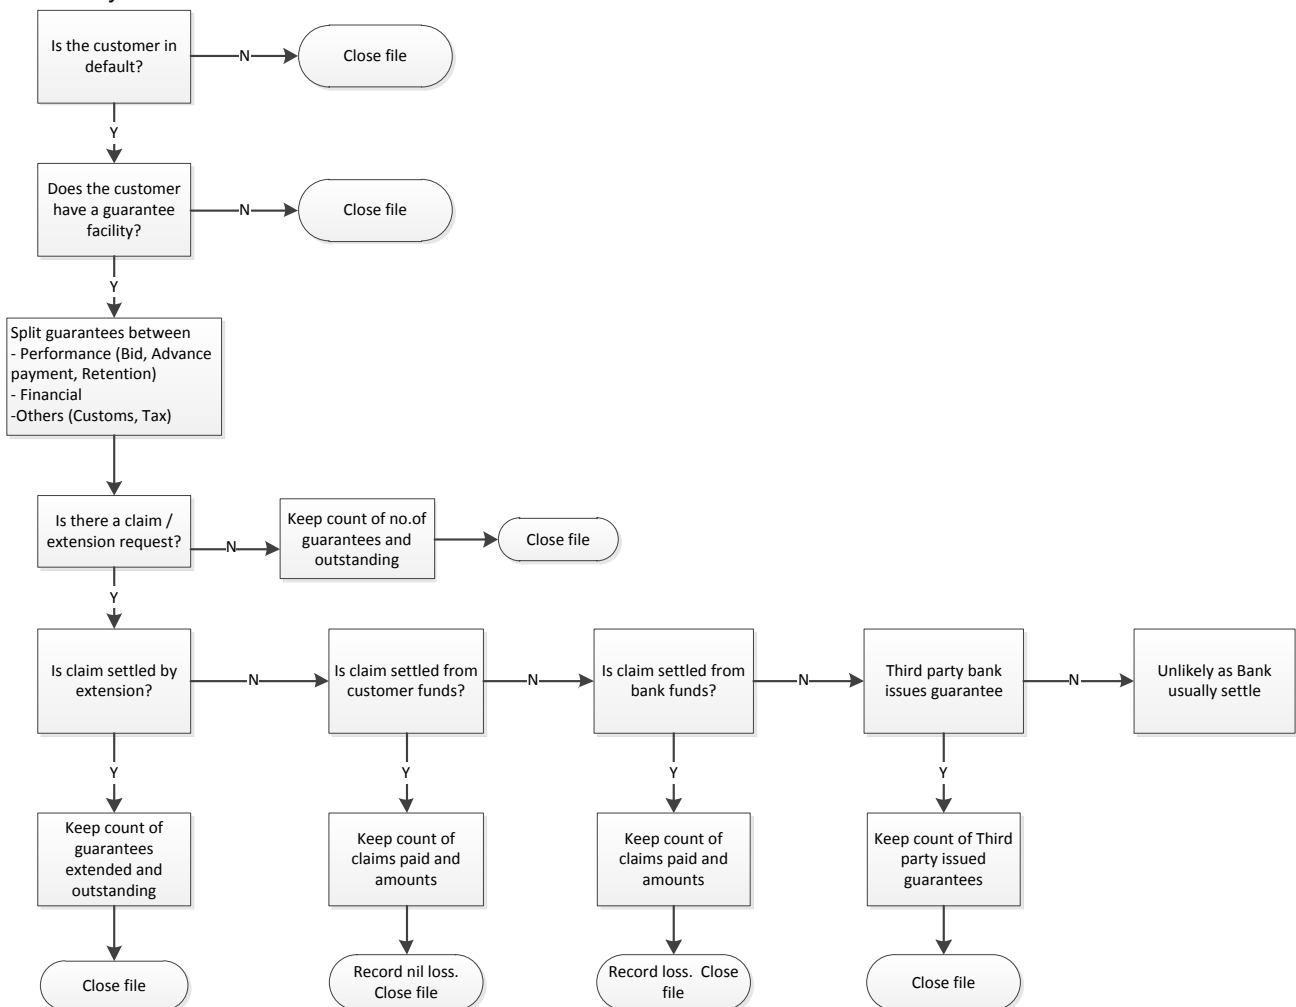 Is the customer in
default?
N
Close file
Y
Does the customer
have a guarantee
facility?
N
Close file
Y
Split guarantees between
- Performance (Bid, Advance
payment, Retention)
- Financial
-Others (Customs, Tax)
Is there a claim /
extension request?
N
Keep count of no.of
guarantees and
outstanding
Close file
Y
Is claim settled by
extension?
N
Is claim settled from
customer funds?
N
Is claim settled from
bank funds?
N
Third party bank
issues guarantee
N
Unlikely as Bank
usually settle
Y
Y
Y
Y
Keep count of
guarantees
extended and
outstanding
Keep count of
claims paid and
amounts
Keep count of
claims paid and
amounts
Keep count of Third
party issued
guarantees
Close file
Record nil loss.
Close file
Record loss.  Close
file
Close file